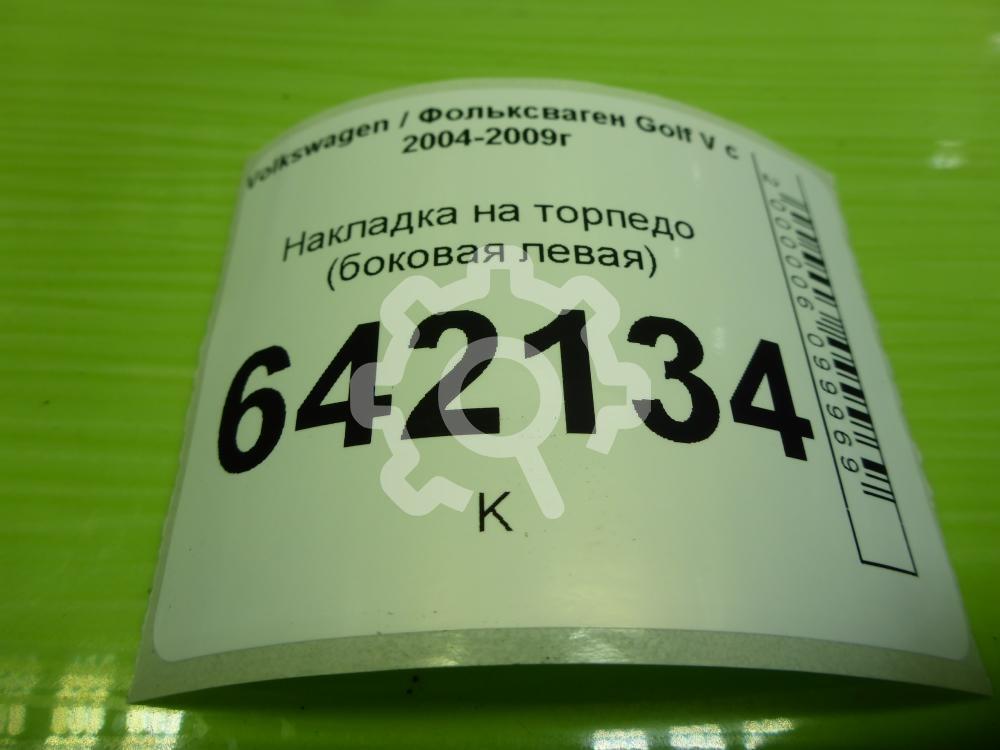 Volkswagen / Фольксваген Golf V с
2004-2009г
Накладка на торпедо
(боковая левая)
642134
К